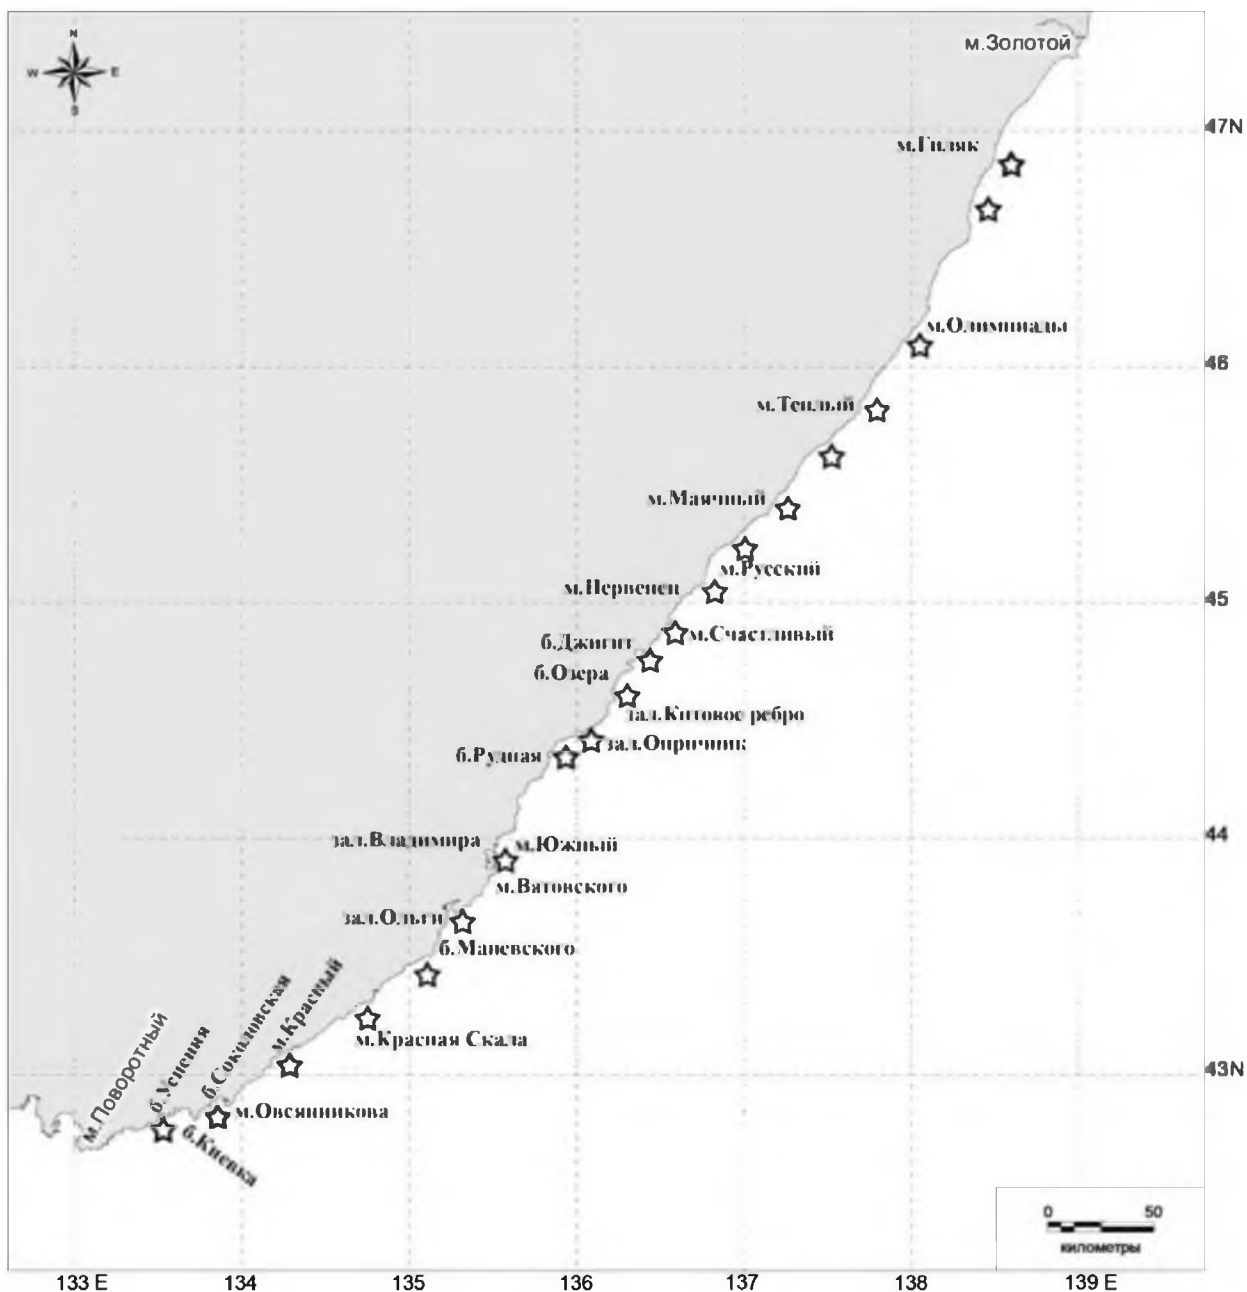 N
W
E
S
м.Золотой
47N
м.Гиляк
м.Олимпиады
46
м.Теплый
м.Маячный
м.Русский
м.Первенец
45
м.Счастливый
б.Джигит
б.Озера
зал.Китовое ребро
зал.Опричник
б.Рудная
44
зал.Владимира
м.Южный
м.Ватовского
зал.Ольги
б.Маневского
м.Красный
б.Соколовская
м.Красная Скала
43N
м.Поворотный
б.Успения
м.Овсянникова
б.Киевка
0 50
километры
133 E 134 135 136 137 138 139 E